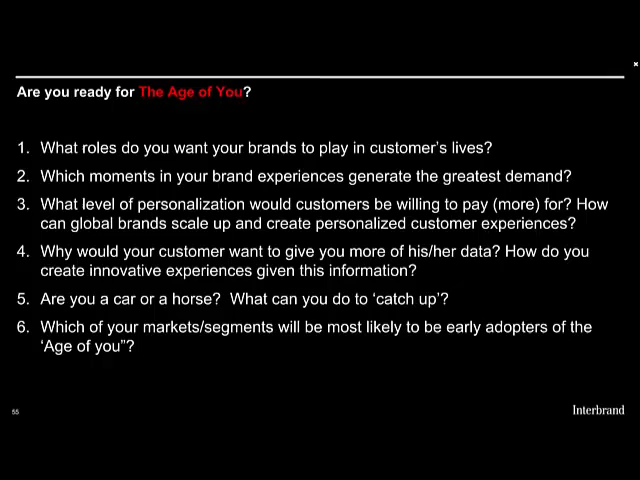 Are you ready for The Age of You?
1. What roles do you want your brands to play in customer's lives?
2. Which moments in your brand experiences generate the greatest demand?
3. What level of personalization would customers be willing to pay (more) for? How
can global brands scale up and create personalized customer experiences?
4. Why would your customer want to give you more of his/her data? How do you
create innovative experiences given this information?
5. Are you a car or a horse?  What can you do to ‘catch up’?
6. Which of your markets/segments will be most likely to be early adopters of the
‘Age of you”?
55
Interbrand